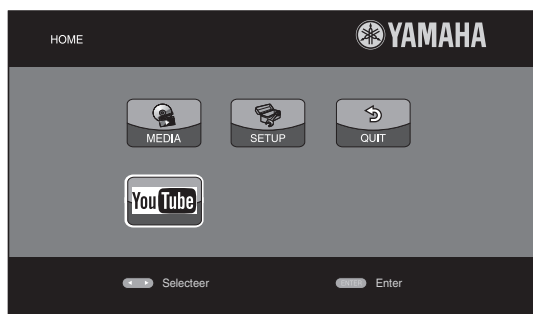 HOME
YAMAHA
MEDIA SETUP QUIT
You Tube
Selecteer ENTER Enter